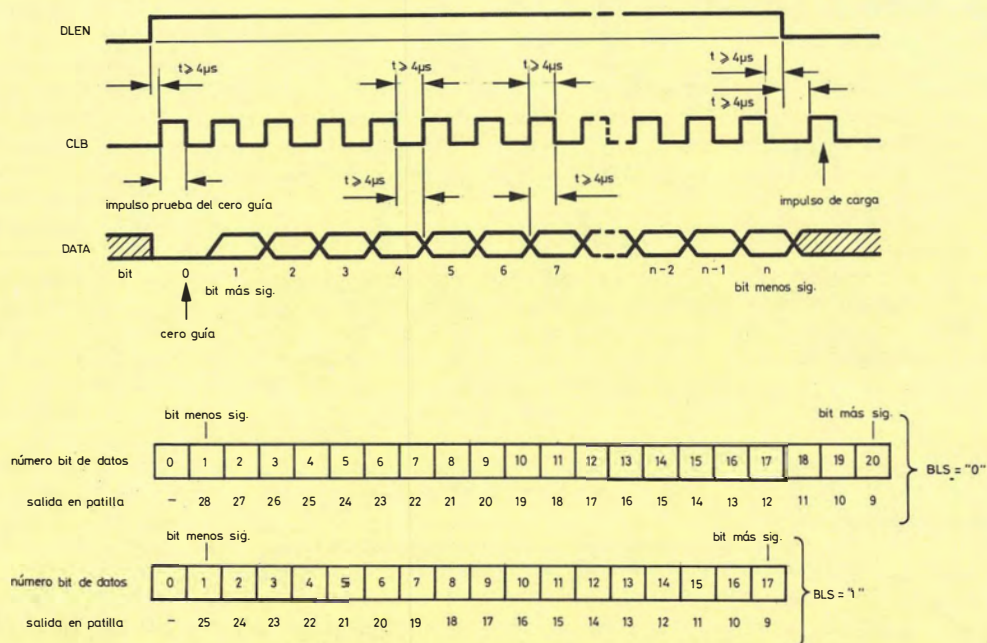 DLEN
t ⩾ 4µs t ⩾ 4µs t ⩾ 4µs t ⩾ 4µs
t ⩾ 4µs
CLB
t ⩾ 4µs t ⩾ 4µs
impulso prueba del cero guía
impulso de carga
DATA
bit 0 1 2 3 4 5 6 7 n-2 n-1 n
bit más sig. bit menos sig.
cero guía
bit menos sig. bit más sig.
número bit de datos 0 1 2 3 4 5 6 7 8 9 10 11 12 13 14 15 16 17 18 19 20
BLS = "0"
salida en patilla – 28 27 26 25 24 23 22 21 20 19 18 17 16 15 14 13 12 11 10 9
bit menos sig. bit más sig.
número bit de datos 0 1 2 3 4 5 6 7 8 9 10 11 12 13 14 15 16 17
BLS = "1"
salida en patilla – 25 24 23 22 21 20 19 18 17 16 15 14 13 12 11 10 9